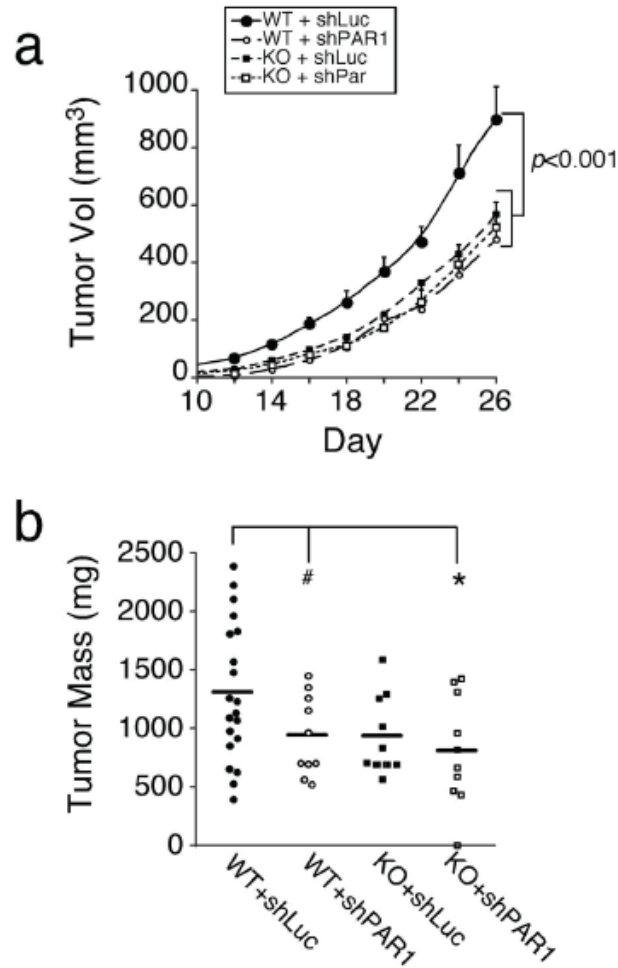 a
WT + shLuc
WT + shPAR1
KO + shLuc
KO + shPar
Tumor Vol (mm³)
1000
800
600
400
200
0
p<0.001
10 14 18 22 26
Day
b
Tumor Mass (mg)
2500
2000
1500
1000
500
0
# *
WT+shLuc
WT+shPAR1
KO+shLuc
KO+shPAR1